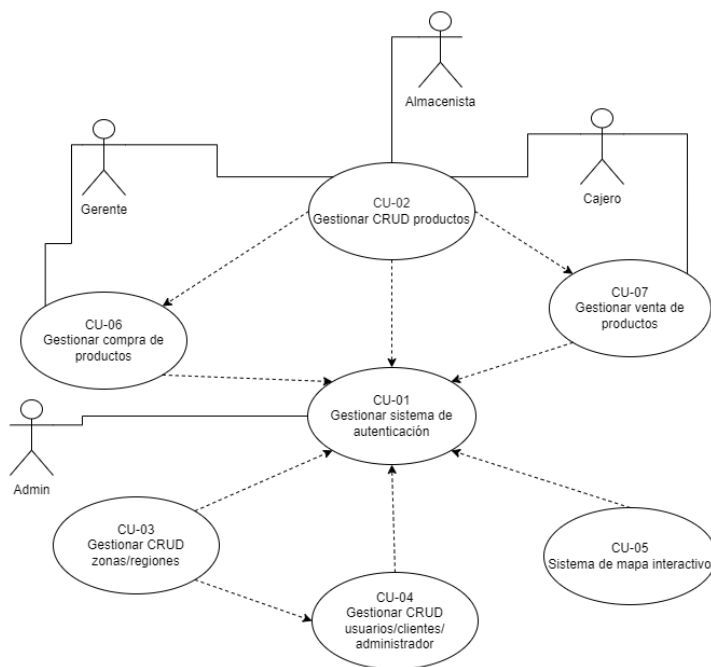 Almacenista
Gerente
Cajero
CU-02
Gestionar CRUD productos
CU-06
Gestionar compra de
productos
CU-07
Gestionar venta de
productos
CU-01
Gestionar sistema de
autenticación
Admin
CU-03
Gestionar CRUD
zonas/regiones
CU-05
Sistema de mapa interactivo
CU-04
Gestionar CRUD
usuarios/clientes/
administrador